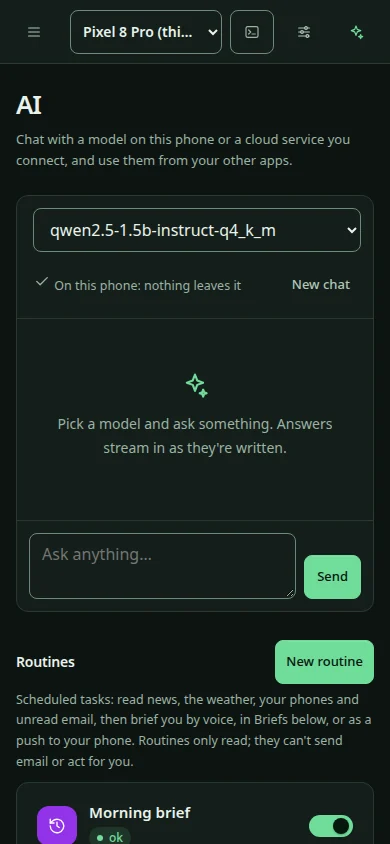 Pixel 8 Pro (thi...
AI
Chat with a model on this phone or a cloud service you
connect, and use them from your other apps.
qwen2.5-1.5b-instruct-q4_k_m
On this phone: nothing leaves it
New chat
Pick a model and ask something. Answers
stream in as they're written.
Ask anything...
Send
Routines
New routine
Scheduled tasks: read news, the weather, your phones and
unread email, then brief you by voice, in Briefs below, or as a
push to your phone. Routines only read; they can't send
email or act for you.
Morning brief
ok